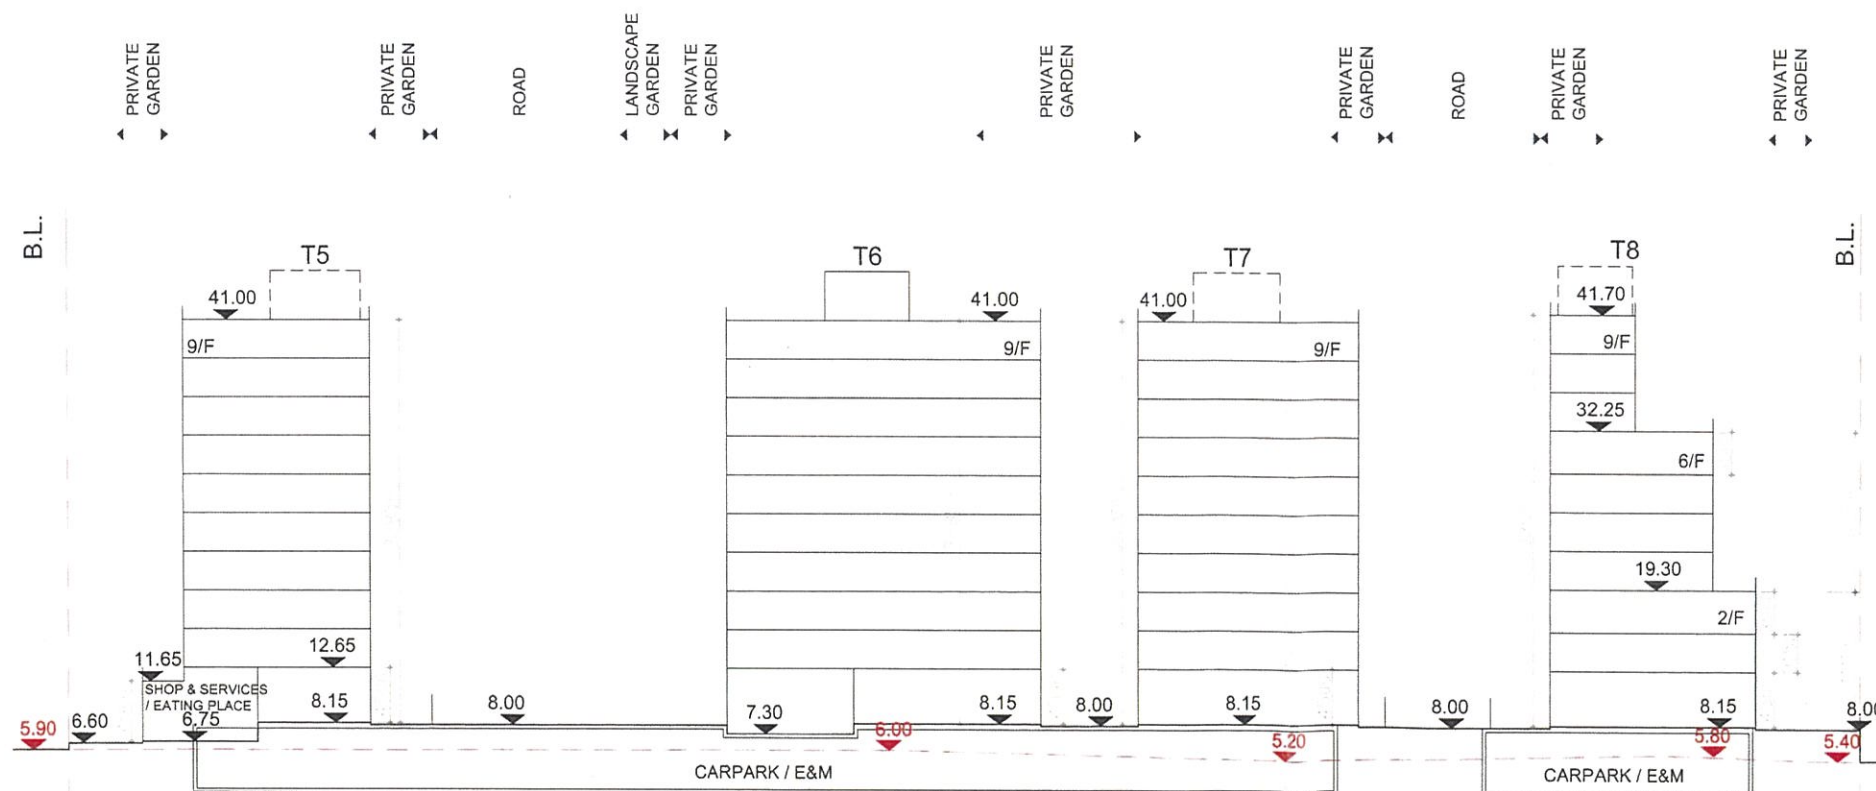 PRIVATE
GARDEN
PRIVATE
GARDEN
ROAD
LANDSCAPE
GARDEN
PRIVATE
GARDEN
PRIVATE
GARDEN
PRIVATE
GARDEN
ROAD
PRIVATE
GARDEN
PRIVATE
GARDEN
B.L.
B.L.
T5
T6
T7
T8
41.00
41.00
41.00
41.70
9/F
9/F
9/F
9/F
32.25
6/F
19.30
2/F
11.65
12.65
SHOP & SERVICES
/ EATING PLACE
5.90
6.60
6.75
8.15
8.00
7.30
8.15
8.00
8.15
8.00
8.15
8.00
6.00
5.20
5.80
5.40
CARPARK / E&M
CARPARK / E&M